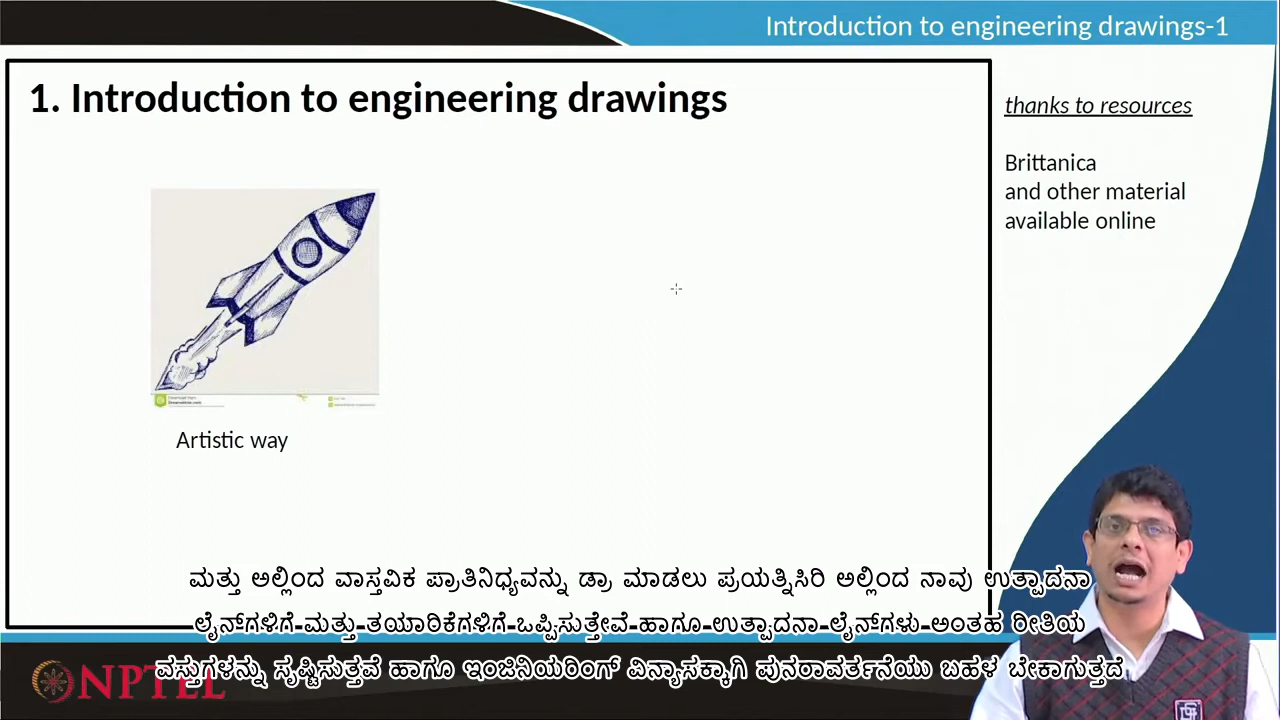 Introduction to engineering drawings-1
1. Introduction to engineering drawings
thanks to resources
Brittanica
and other material
available online
Artistic way
ಮತ್ತು ಅಲ್ಲಿಂದ ವಾಸ್ತವಿಕ ಪ್ರಾತಿನಿಧ್ಯವನ್ನು ಡ್ರಾ ಮಾಡಲು ಪ್ರಯತ್ನಿಸಿರಿ ಅಲ್ಲಿಂದ ನಾವು ಉತ್ಪಾದನಾ
ಲೈನ್‌ಗಳಿಗೆ-ಮತ್ತು-ತಯಾರಿಕೆಗಳಿಗೆ-ಒಪ್ಪಿಸುತ್ತೇವೆ-ಹಾಗೂ-ಉತ್ಪಾದನಾ-ಲೈನ್‌ಗಳು-ಅಂತಹ ರೀತಿಯ
ವಸ್ತುಗಳನ್ನು ಸೃಷ್ಟಿಸುತ್ತವೆ ಹಾಗೂ ಇಂಜಿನಿಯರಿಂಗ್ ವಿನ್ಯಾಸಕ್ಕಾಗಿ ಪುನರಾವರ್ತನೆಯು ಬಹಳ ಬೇಕಾಗುತ್ತದೆ
NPTEL